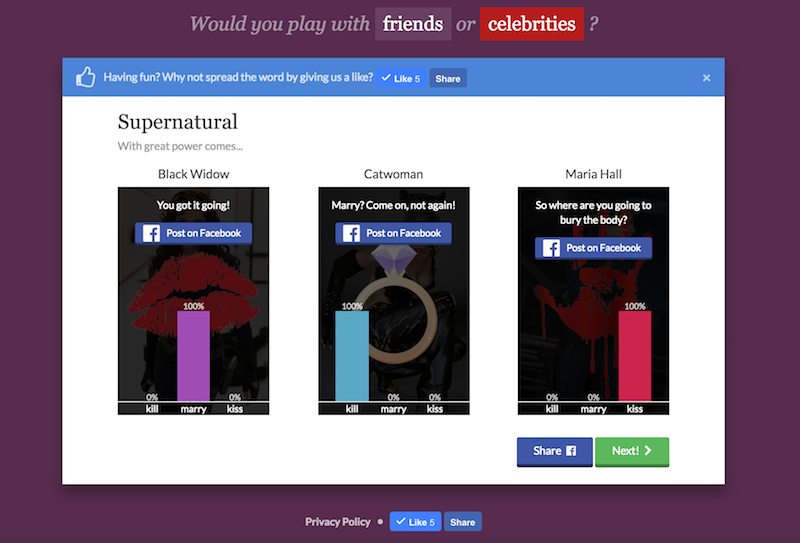 Would you play with friends or celebrities ?
Having fun? Why not spread the word by giving us a like? Like 5 Share ×
Supernatural
With great power comes...
Black Widow
You got it going!
Post on Facebook
100%
0%
0%
kill marry kiss
Catwoman
Marry? Come on, not again!
Post on Facebook
100%
0%
0%
kill marry kiss
Maria Hall
So where are you going to
bury the body?
Post on Facebook
100%
0%
0%
kill marry kiss
Share
Next!
Privacy Policy • Like 5 Share